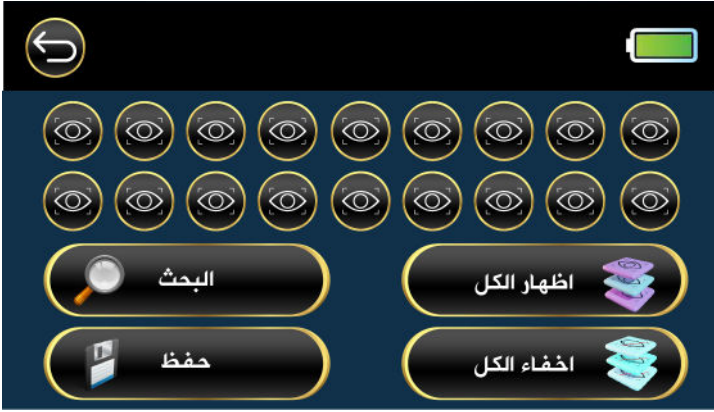 اظهار الكل
البحث
اخفاء الكل
حفظ